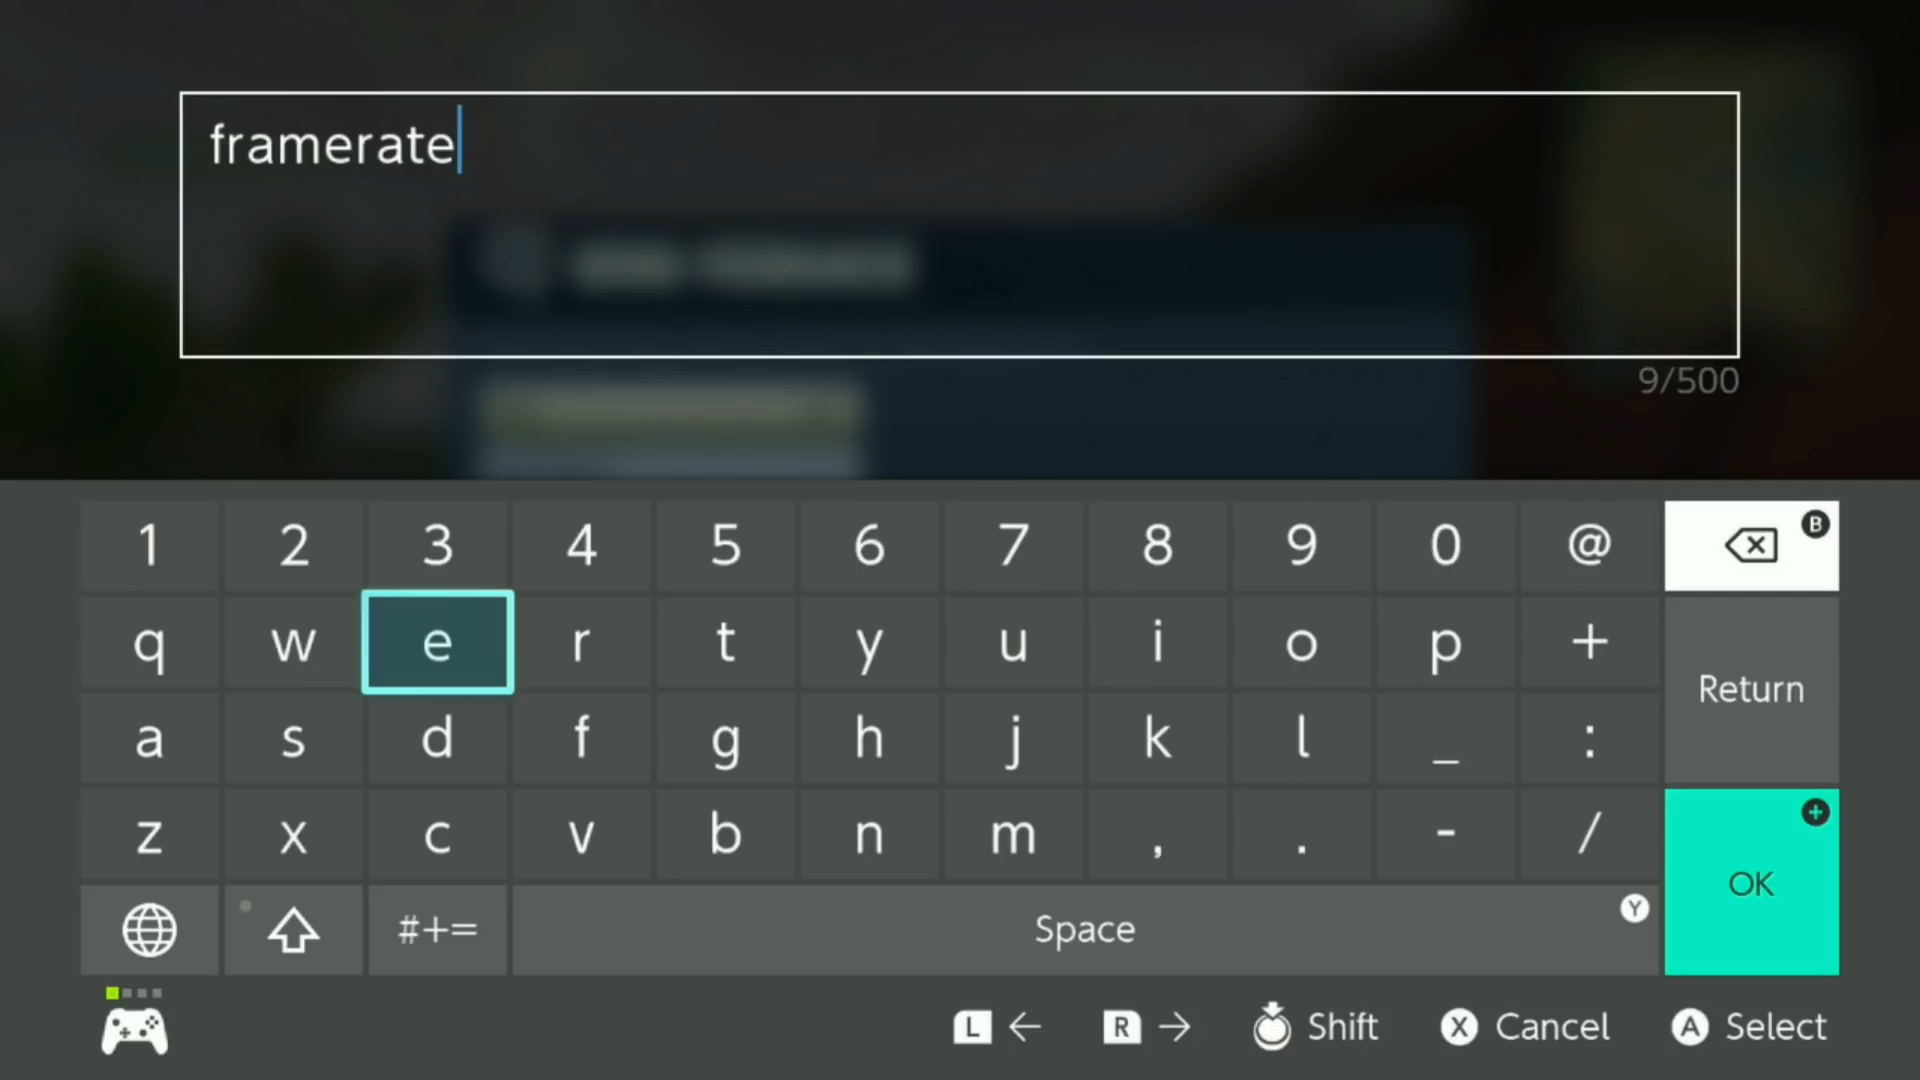 framerate
9/500
1 2 3 4 5 6 7 8 9 0 @ B
q w e r t y u i o p +
Return
a s d f g h j k l _ :
z x c v b n m , . - / +
OK
#+= Space Y
L ← R → Shift X Cancel A Select